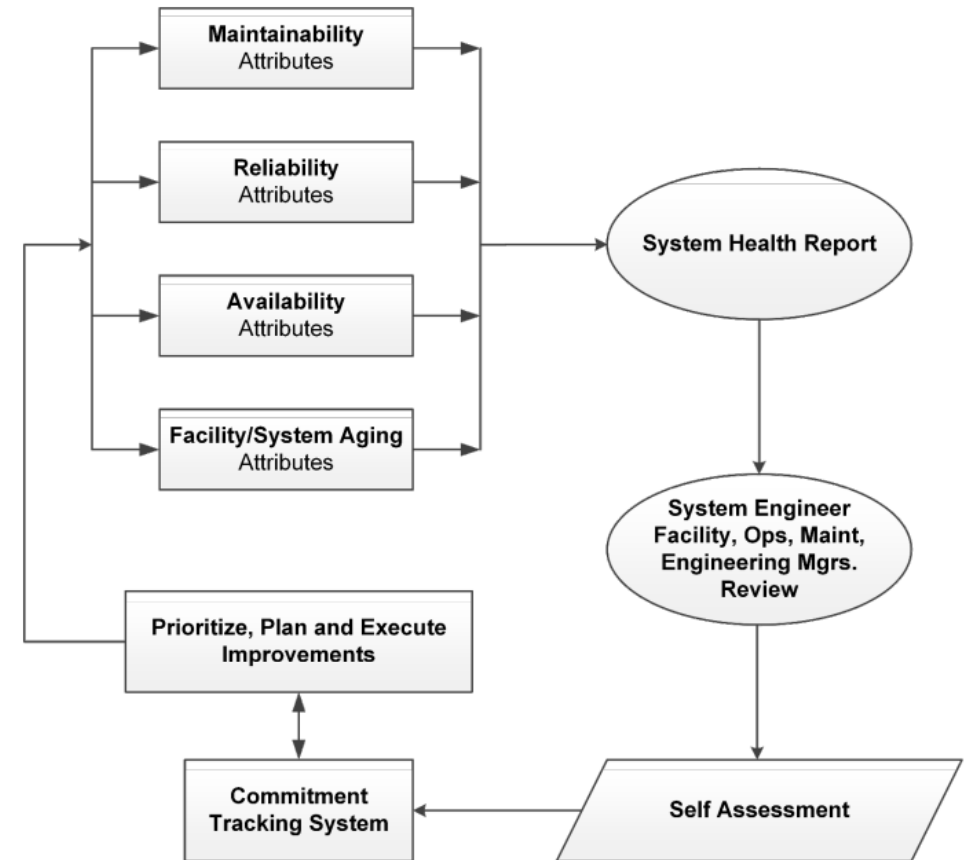 Maintainability
Attributes
Reliability
Attributes
Availability
Attributes
Facility/System Aging
Attributes
System Health Report
System Engineer
Facility, Ops, Maint,
Engineering Mgrs.
Review
Prioritize, Plan and Execute
Improvements
Commitment
Tracking System
Self Assessment